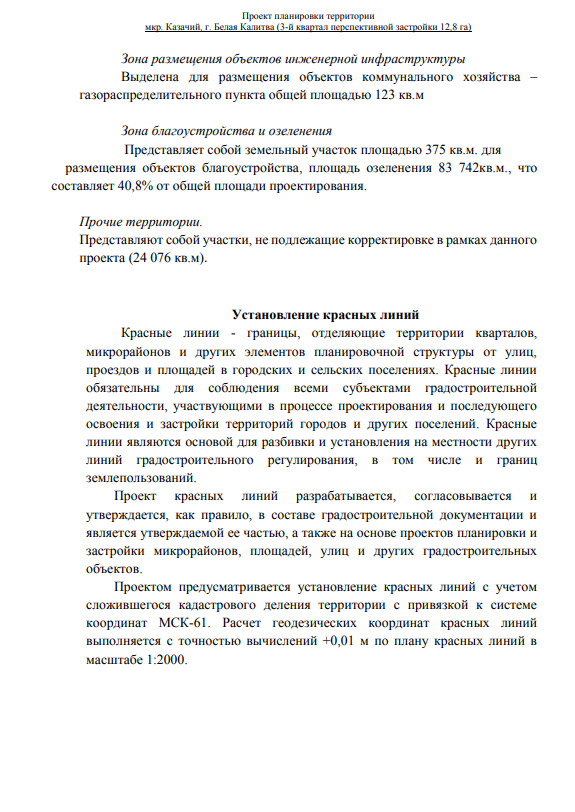 Проект планировки территории
мкр. Казачий, г. Белая Калитва (3-й квартал перспективной застройки 12,8 га)
Зона размещения объектов инженерной инфраструктуры
Выделена для размещения объектов коммунального хозяйства –
газораспределительного пункта общей площадью 123 кв.м
Зона благоустройства и озеленения
Представляет собой земельный участок площадью 375 кв.м. для
размещения объектов благоустройства, площадь озеленения 83 742кв.м., что
составляет 40,8% от общей площади проектирования.
Прочие территории.
Представляют собой участки, не подлежащие корректировке в рамках данного
проекта (24 076 кв.м).
Установление красных линий
Красные линии - границы, отделяющие территории кварталов,
микрорайонов и других элементов планировочной структуры от улиц,
проездов и площадей в городских и сельских поселениях. Красные линии
обязательны для соблюдения всеми субъектами градостроительной
деятельности, участвующими в процессе проектирования и последующего
освоения и застройки территорий городов и других поселений. Красные
линии являются основой для разбивки и установления на местности других
линий градостроительного регулирования, в том числе и границ
землепользований.
Проект красных линий разрабатывается, согласовывается и
утверждается, как правило, в составе градостроительной документации и
является утверждаемой ее частью, а также на основе проектов планировки и
застройки микрорайонов, площадей, улиц и других градостроительных
объектов.
Проектом предусматривается установление красных линий с учетом
сложившегося кадастрового деления территории с привязкой к системе
координат МСК-61. Расчет геодезических координат красных линий
выполняется с точностью вычислений +0,01 м по плану красных линий в
масштабе 1:2000.